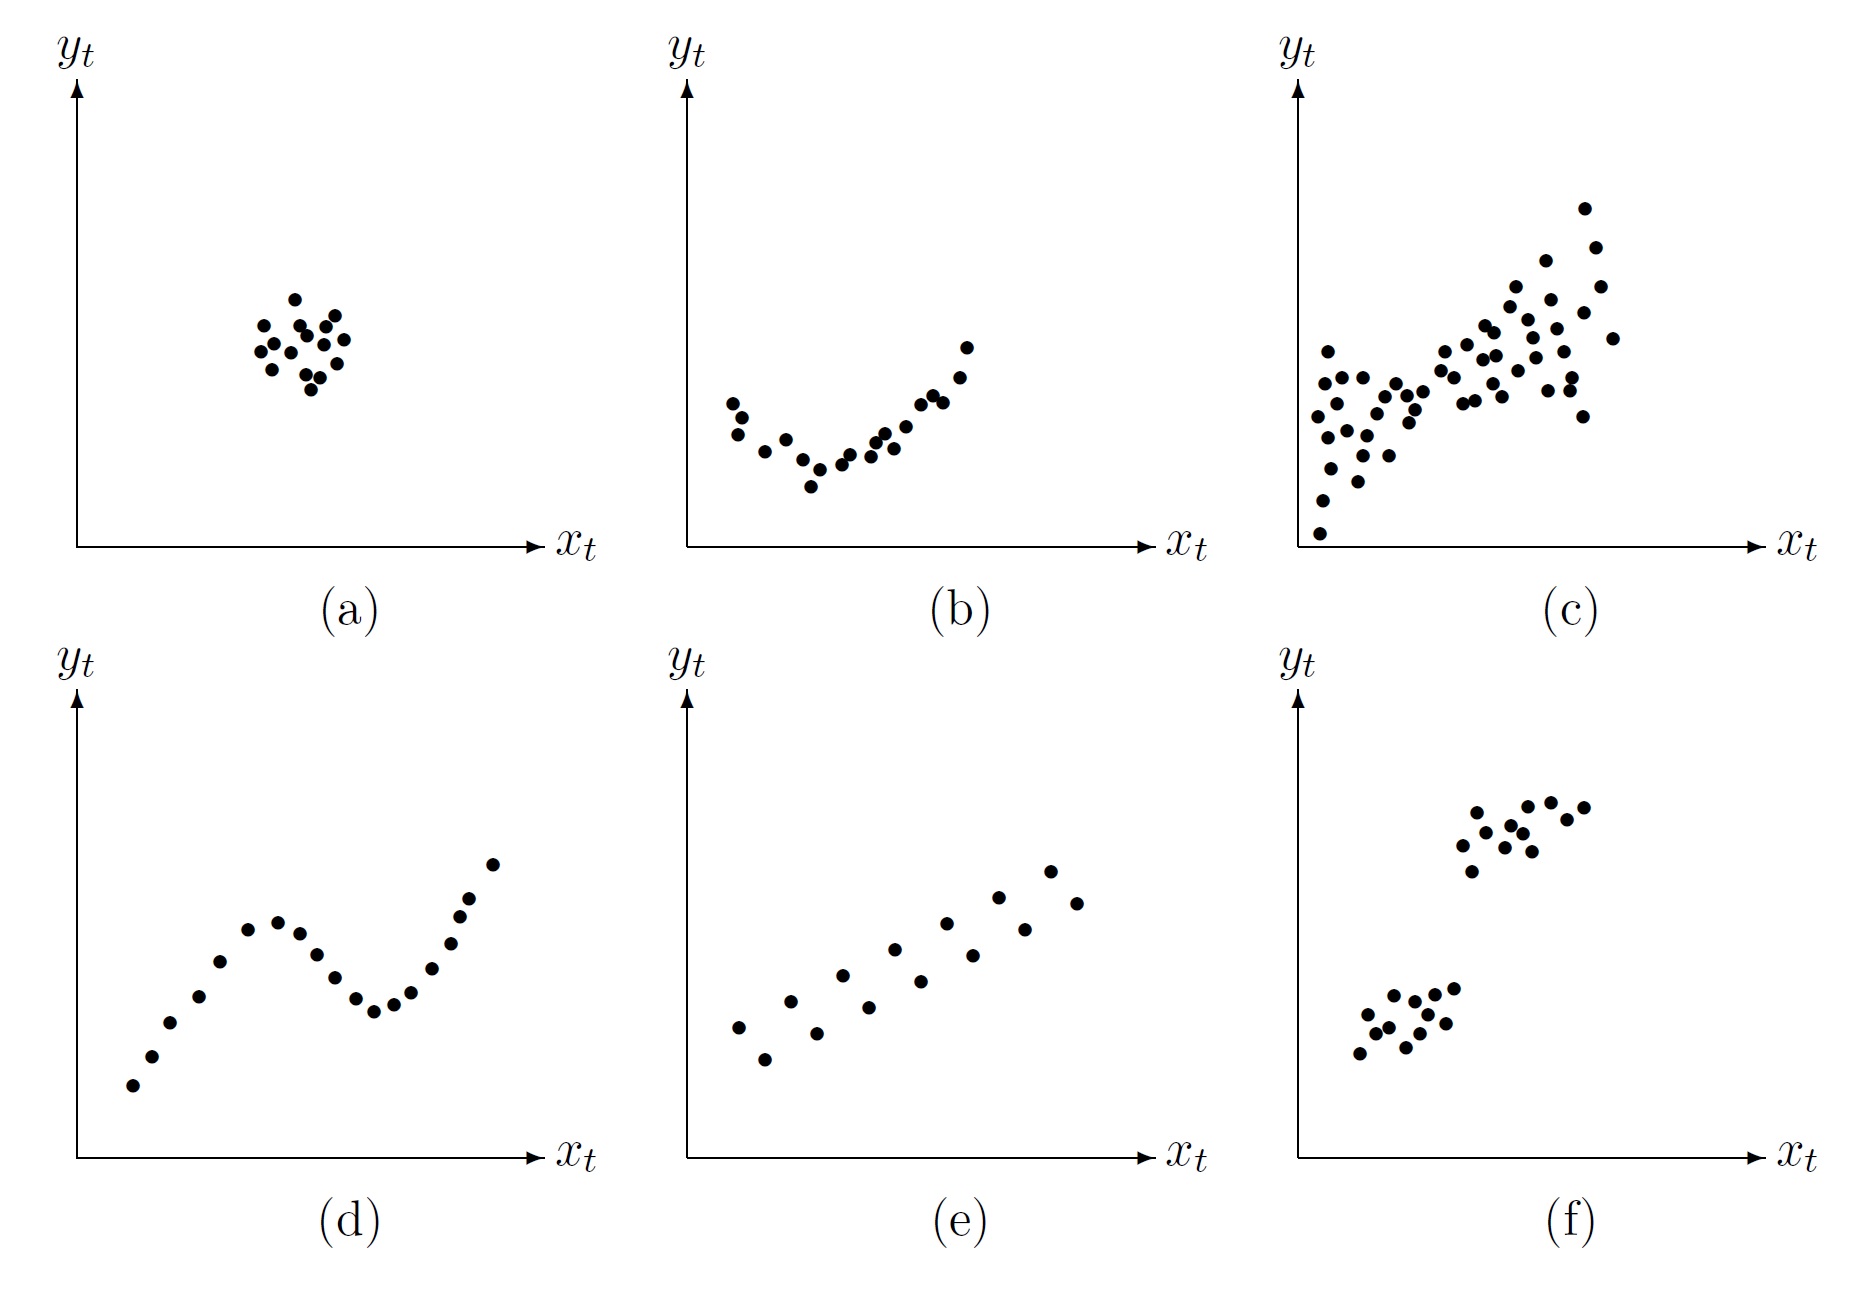 y_t y_t y_t
x_t x_t x_t
(a) (b) (c)
y_t y_t y_t
x_t x_t x_t
(d) (e) (f)